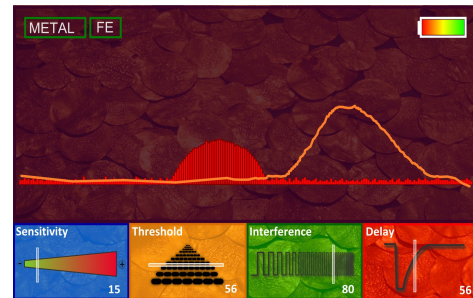 METAL FE
Sensitivity
Threshold
Interference
Delay
- +
15
56
80
56